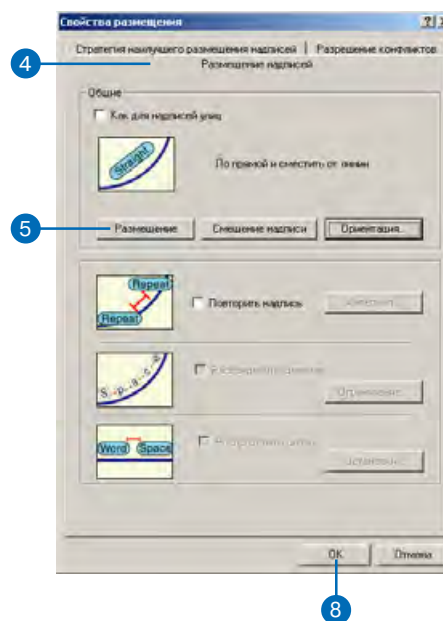 Свойства размещения
Стратегия наилучшего размещения надписей | Разрешение конфликтов
4
Размещение надписей
Общие
Как для надписей улиц
Straight
По прямой и сместить от линии
5
Размещение
Смещение надписи
Ориентация...
Repeat
Repeat
Повторять надпись
S p a c e
Word Space
OK
Отмена
8